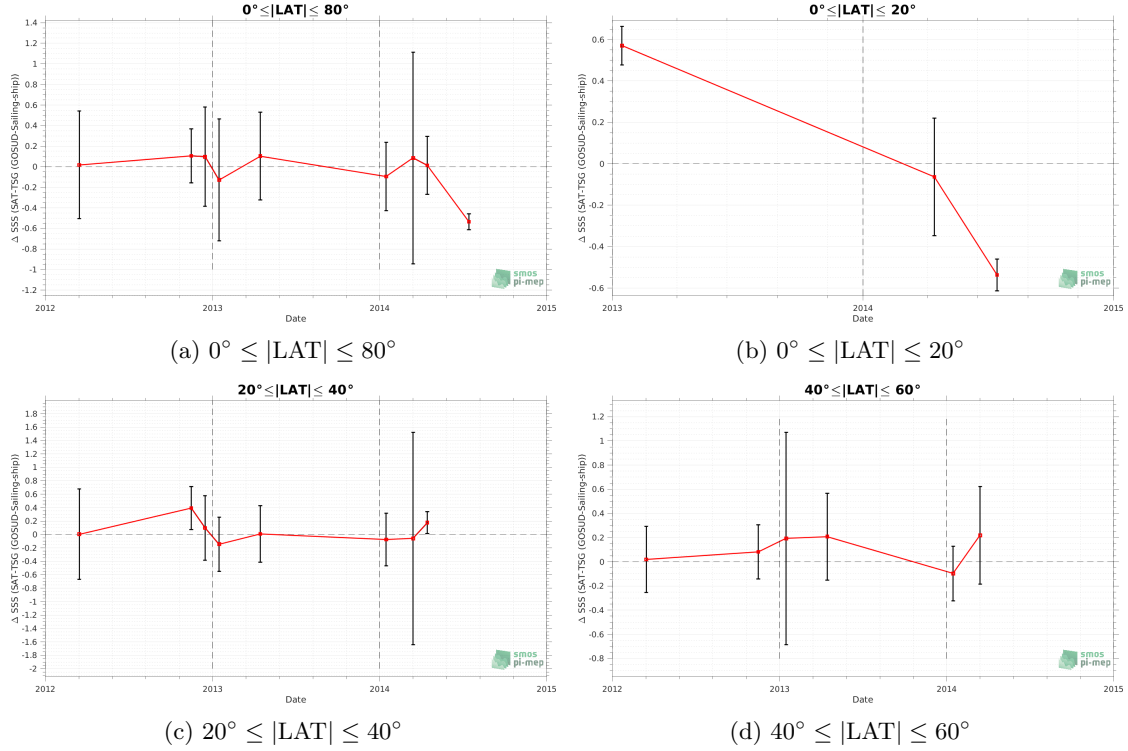 0°≤|LAT|≤ 80°
Δ SSS (SAT-TSG (GOSUD-Sailing-ship))
1.4
1.2
1
0.8
0.6
0.4
0.2
0
-0.2
-0.4
-0.6
-0.8
-1
-1.2
2012 2013 2014 2015
Date
smos
pi-mep
(a) 0° ≤ |LAT| ≤ 80°
0°≤|LAT|≤ 20°
Δ SSS (SAT-TSG (GOSUD-Sailing-ship))
0.6
0.4
0.2
0
-0.2
-0.4
-0.6
2013 2014 2015
Date
smos
pi-mep
(b) 0° ≤ |LAT| ≤ 20°
20°≤|LAT|≤ 40°
Δ SSS (SAT-TSG (GOSUD-Sailing-ship))
1.8
1.6
1.4
1.2
1
0.8
0.6
0.4
0.2
0
-0.2
-0.4
-0.6
-0.8
-1
-1.2
-1.4
-1.6
-1.8
-2
2012 2013 2014 2015
Date
smos
pi-mep
(c) 20° ≤ |LAT| ≤ 40°
40°≤|LAT|≤ 60°
Δ SSS (SAT-TSG (GOSUD-Sailing-ship))
1.2
1
0.8
0.6
0.4
0.2
0
-0.2
-0.4
-0.6
-0.8
2012 2013 2014 2015
Date
smos
pi-mep
(d) 40° ≤ |LAT| ≤ 60°